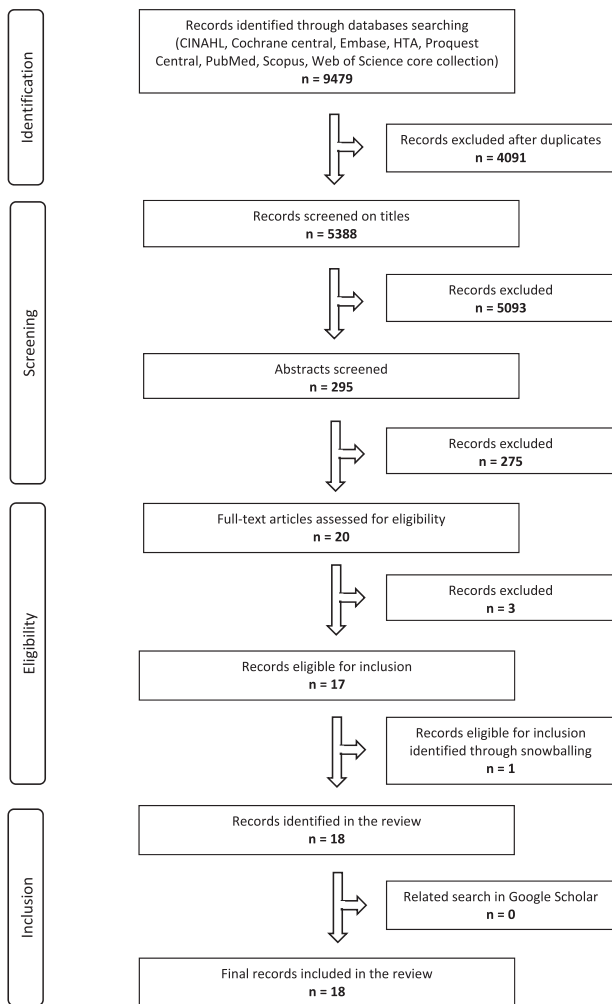 Identification
Records identified through databases searching
(CINAHL, Cochrane central, Embase, HTA, Proquest
Central, PubMed, Scopus, Web of Science core collection)
n = 9479
Records excluded after duplicates
n = 4091
Screening
Records screened on titles
n = 5388
Records excluded
n = 5093
Abstracts screened
n = 295
Records excluded
n = 275
Eligibility
Full-text articles assessed for eligibility
n = 20
Records excluded
n = 3
Records eligible for inclusion
n = 17
Records eligible for inclusion
identified through snowballing
n = 1
Inclusion
Records identified in the review
n = 18
Related search in Google Scholar
n = 0
Final records included in the review
n = 18